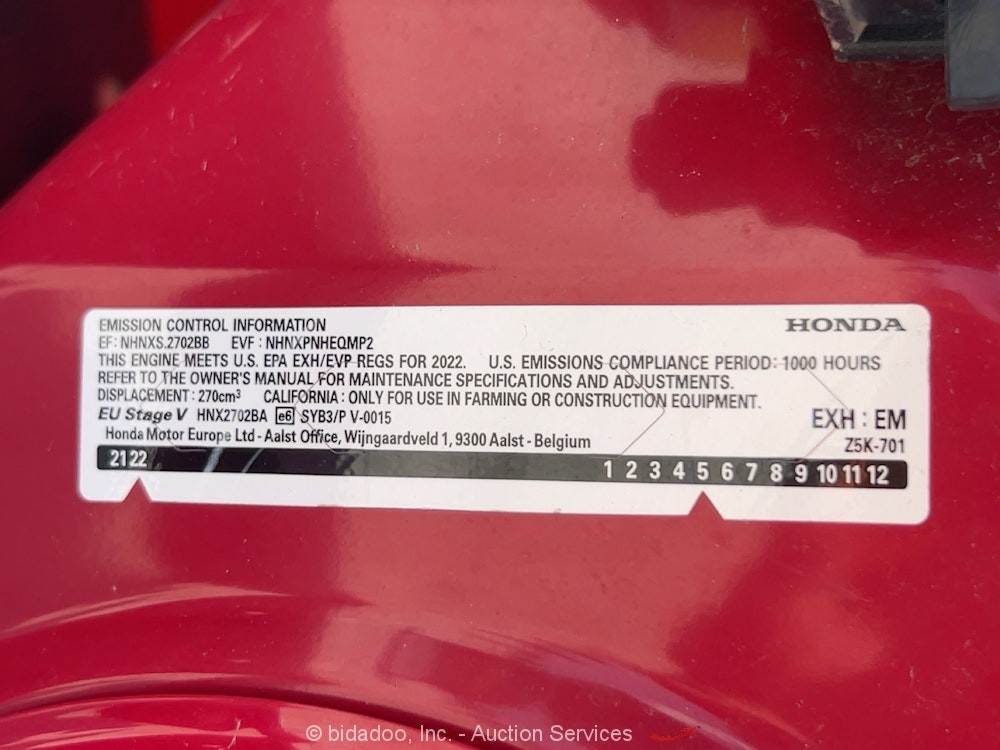 EMISSION CONTROL INFORMATION HONDA
EF: NHNXS.2702BB EVF : NHNXPNHEQMP2
THIS ENGINE MEETS U.S. EPA EXH/EVP REGS FOR 2022. U.S. EMISSIONS COMPLIANCE PERIOD: 1000 HOURS
REFER TO THE OWNER'S MANUAL FOR MAINTENANCE SPECIFICATIONS AND ADJUSTMENTS.
DISPLACEMENT : 270cm³ CALIFORNIA : ONLY FOR USE IN FARMING OR CONSTRUCTION EQUIPMENT.
EU Stage V HNX2702BA e6 SYB3/P V-0015 EXH : EM
Honda Motor Europe Ltd - Aalst Office, Wijngaardveld 1, 9300 Aalst - Belgium Z5K-701
21 22 1 2 3 4 5 6 7 8 9 10 11 12
© bidadoo, Inc. - Auction Services